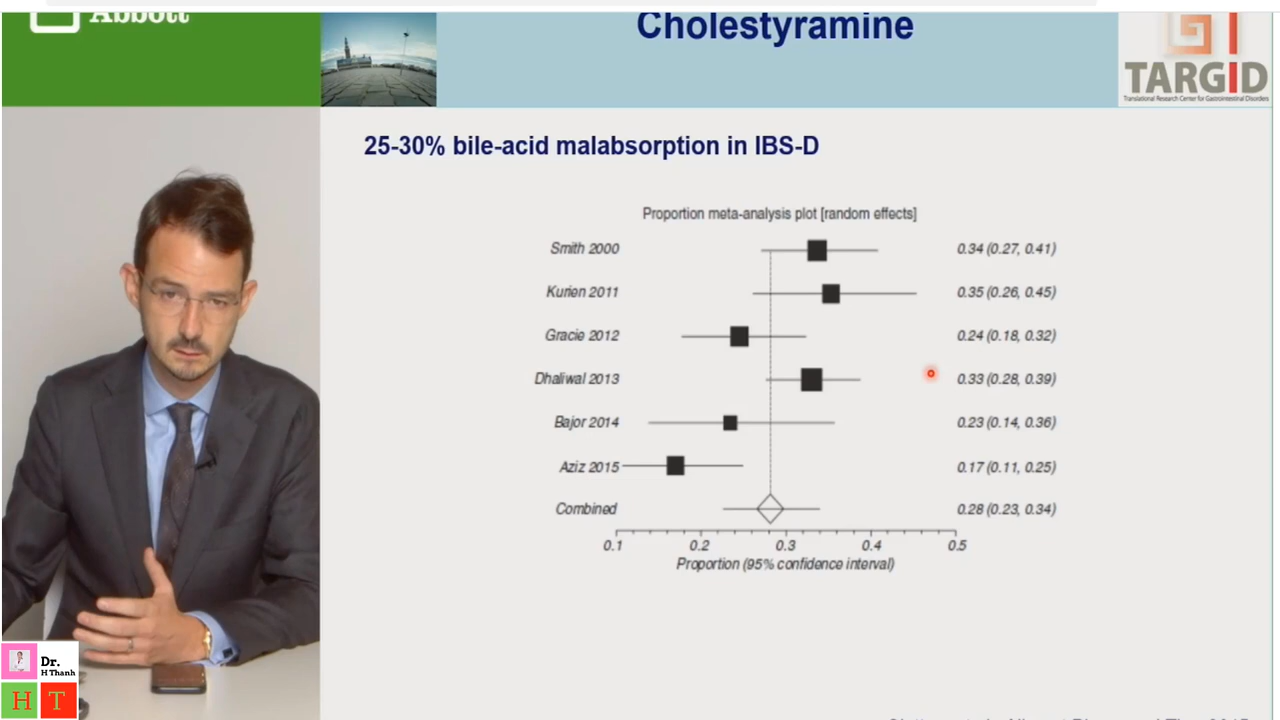 Abbott
Cholestyramine
TARGID
Translational Research Center for Gastrointestinal Disorders
25-30% bile-acid malabsorption in IBS-D
Proportion meta-analysis plot [random effects]
Smith 2000 0.34 (0.27, 0.41)
Kurien 2011 0.35 (0.26, 0.45)
Gracie 2012 0.24 (0.18, 0.32)
Dhaliwal 2013 0.33 (0.28, 0.39)
Bajor 2014 0.23 (0.14, 0.36)
Aziz 2015 0.17 (0.11, 0.25)
Combined 0.28 (0.23, 0.34)
0.1 0.2 0.3 0.4 0.5
Proportion (95% confidence interval)
Dr.
H Thanh
H T